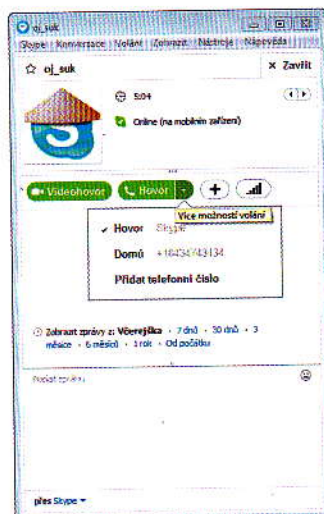 oj_suk
Skype Konverzace Volání Zobrazit Nástroje Nápověda
oj_suk × Zavřít
5:04
Online (na mobilním zařízení)
Videohovor Hovor
Více možností volání
Hovor Skype
Domů
Přidat telefonní číslo
Zobrazit zprávy z: Včerejška • 7 dnů • 30 dnů • 3
měsíce • 6 měsíců • 1 rok • Od počátku
Poslat zprávu
přes Skype